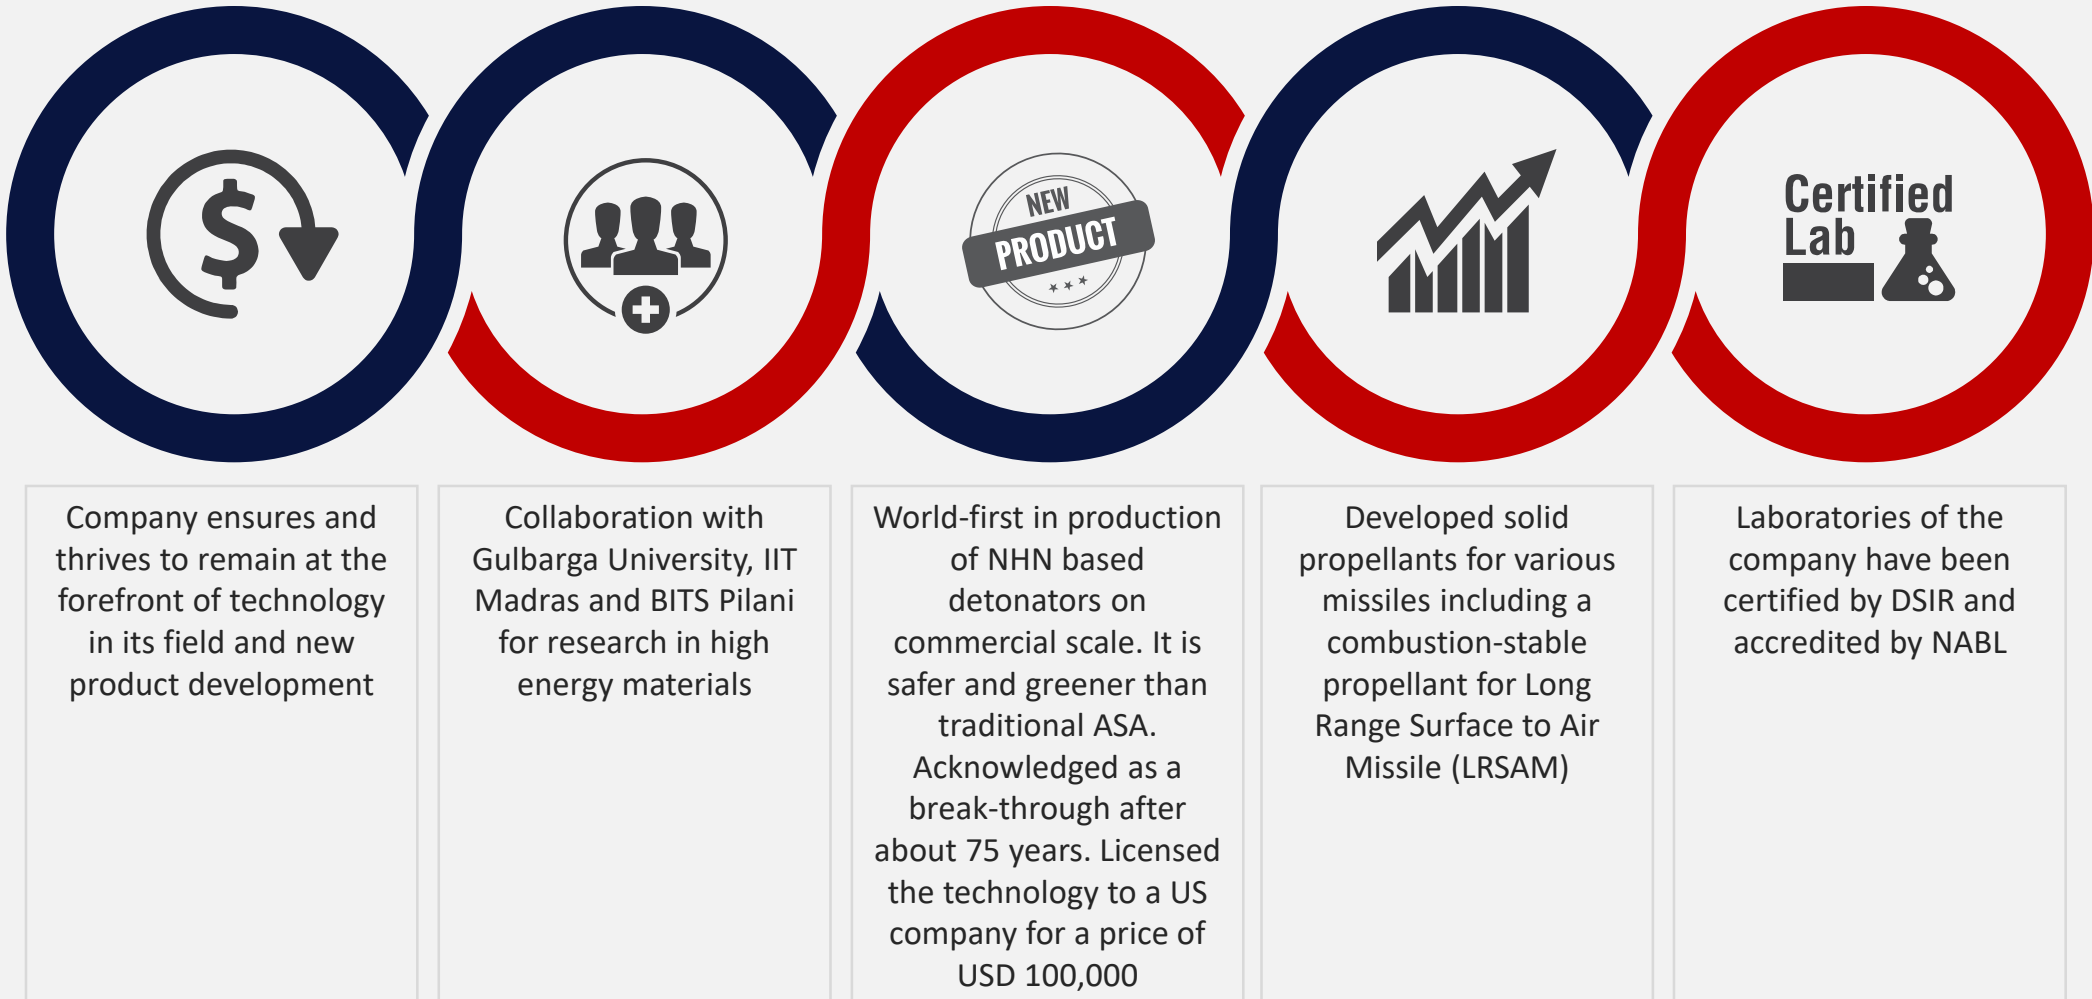 NEW
PRODUCT
Certified
Lab
Company ensures and
thrives to remain at the
forefront of technology
in its field and new
product development
Collaboration with
Gulbarga University, IIT
Madras and BITS Pilani
for research in high
energy materials
World-first in production
of NHN based
detonators on
commercial scale. It is
safer and greener than
traditional ASA.
Acknowledged as a
break-through after
about 75 years. Licensed
the technology to a US
company for a price of
USD 100,000
Developed solid
propellants for various
missiles including a
combustion-stable
propellant for Long
Range Surface to Air
Missile (LRSAM)
Laboratories of the
company have been
certified by DSIR and
accredited by NABL